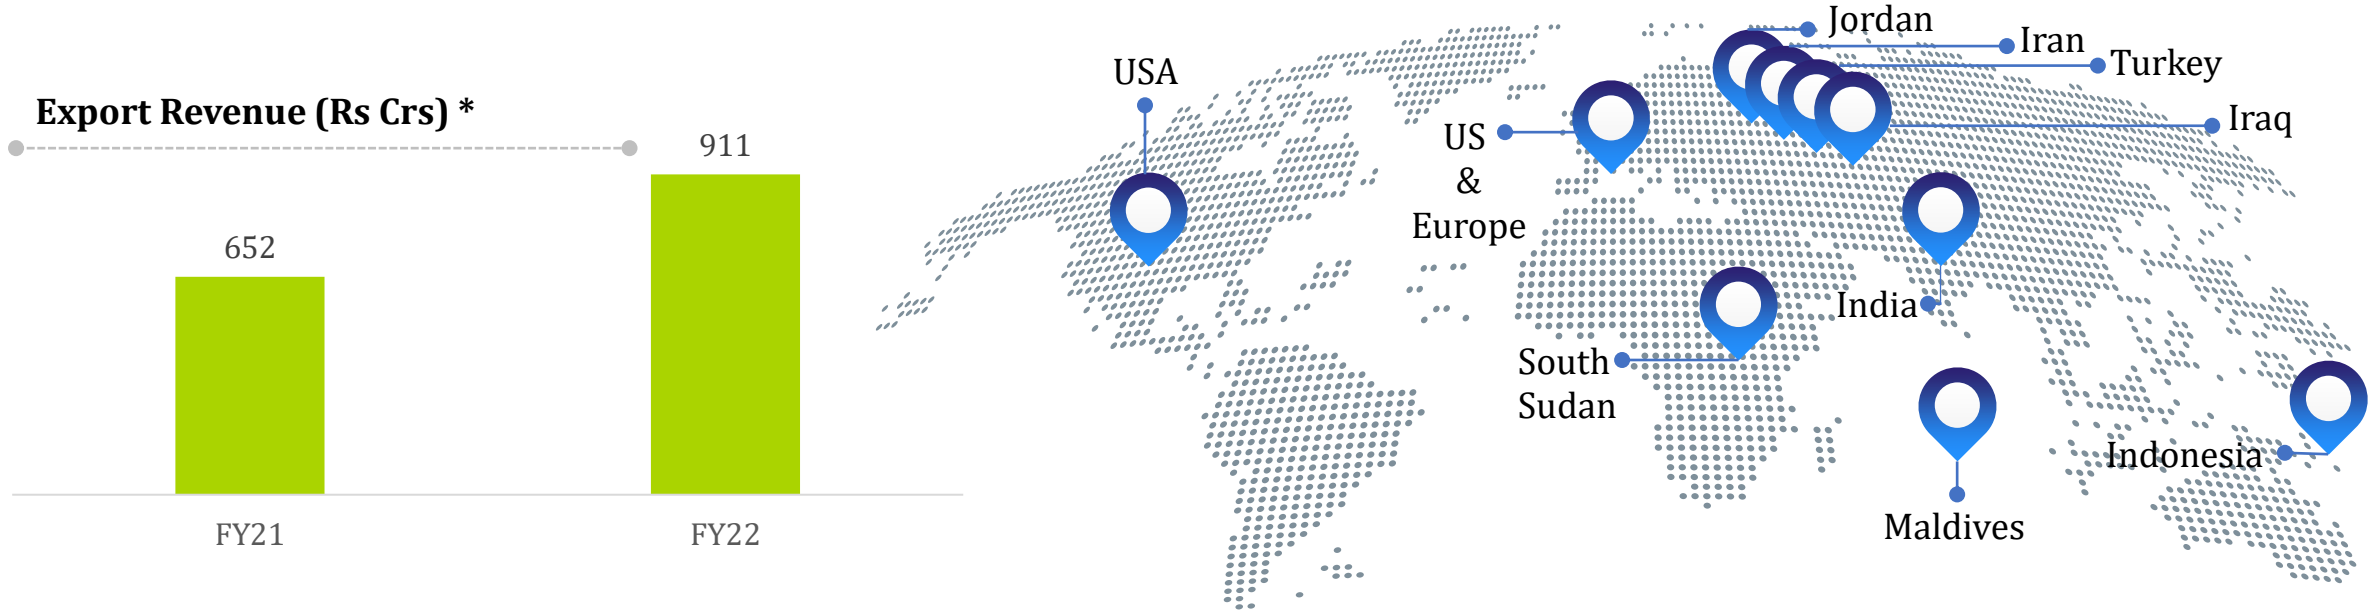 Export Revenue (Rs Crs) *
652
911
FY21
FY22
USA
US
&
Europe
Jordan
Iran
Turkey
Iraq
India
South
Sudan
Maldives
Indonesia